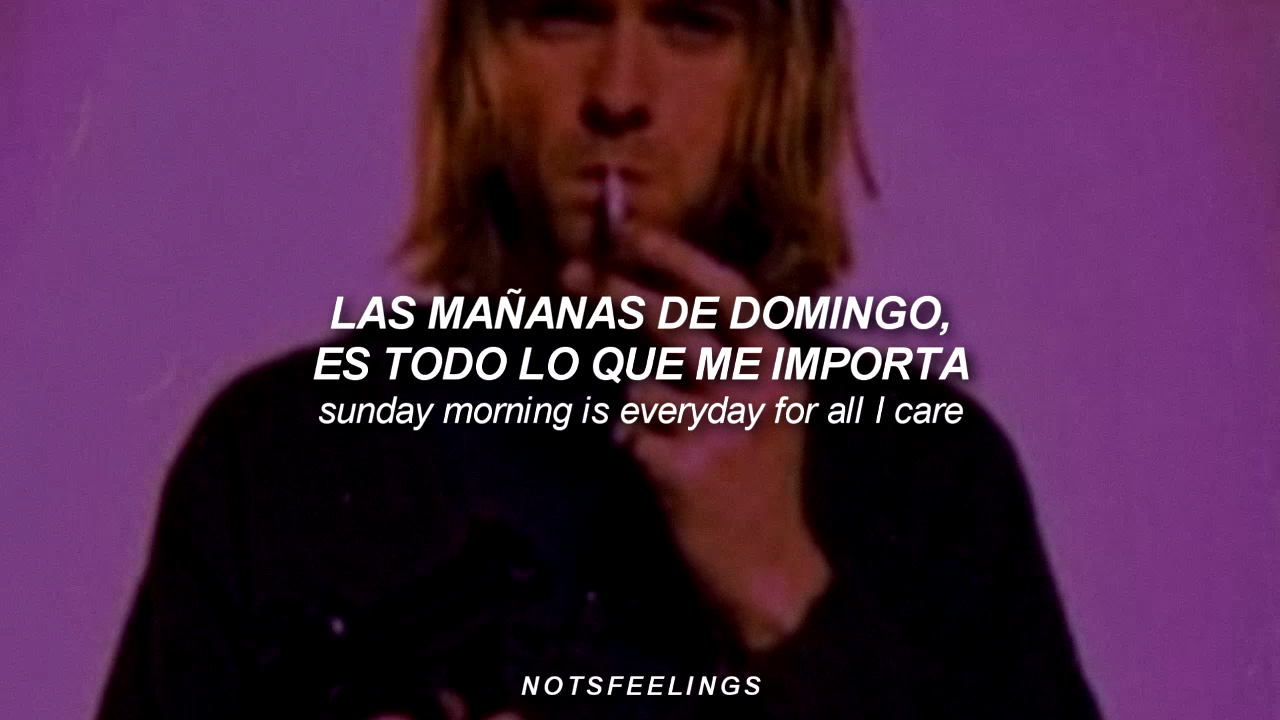 LAS MAÑANAS DE DOMINGO,
ES TODO LO QUE ME IMPORTA
sunday morning is everyday for all I care
NOTSFEELINGS